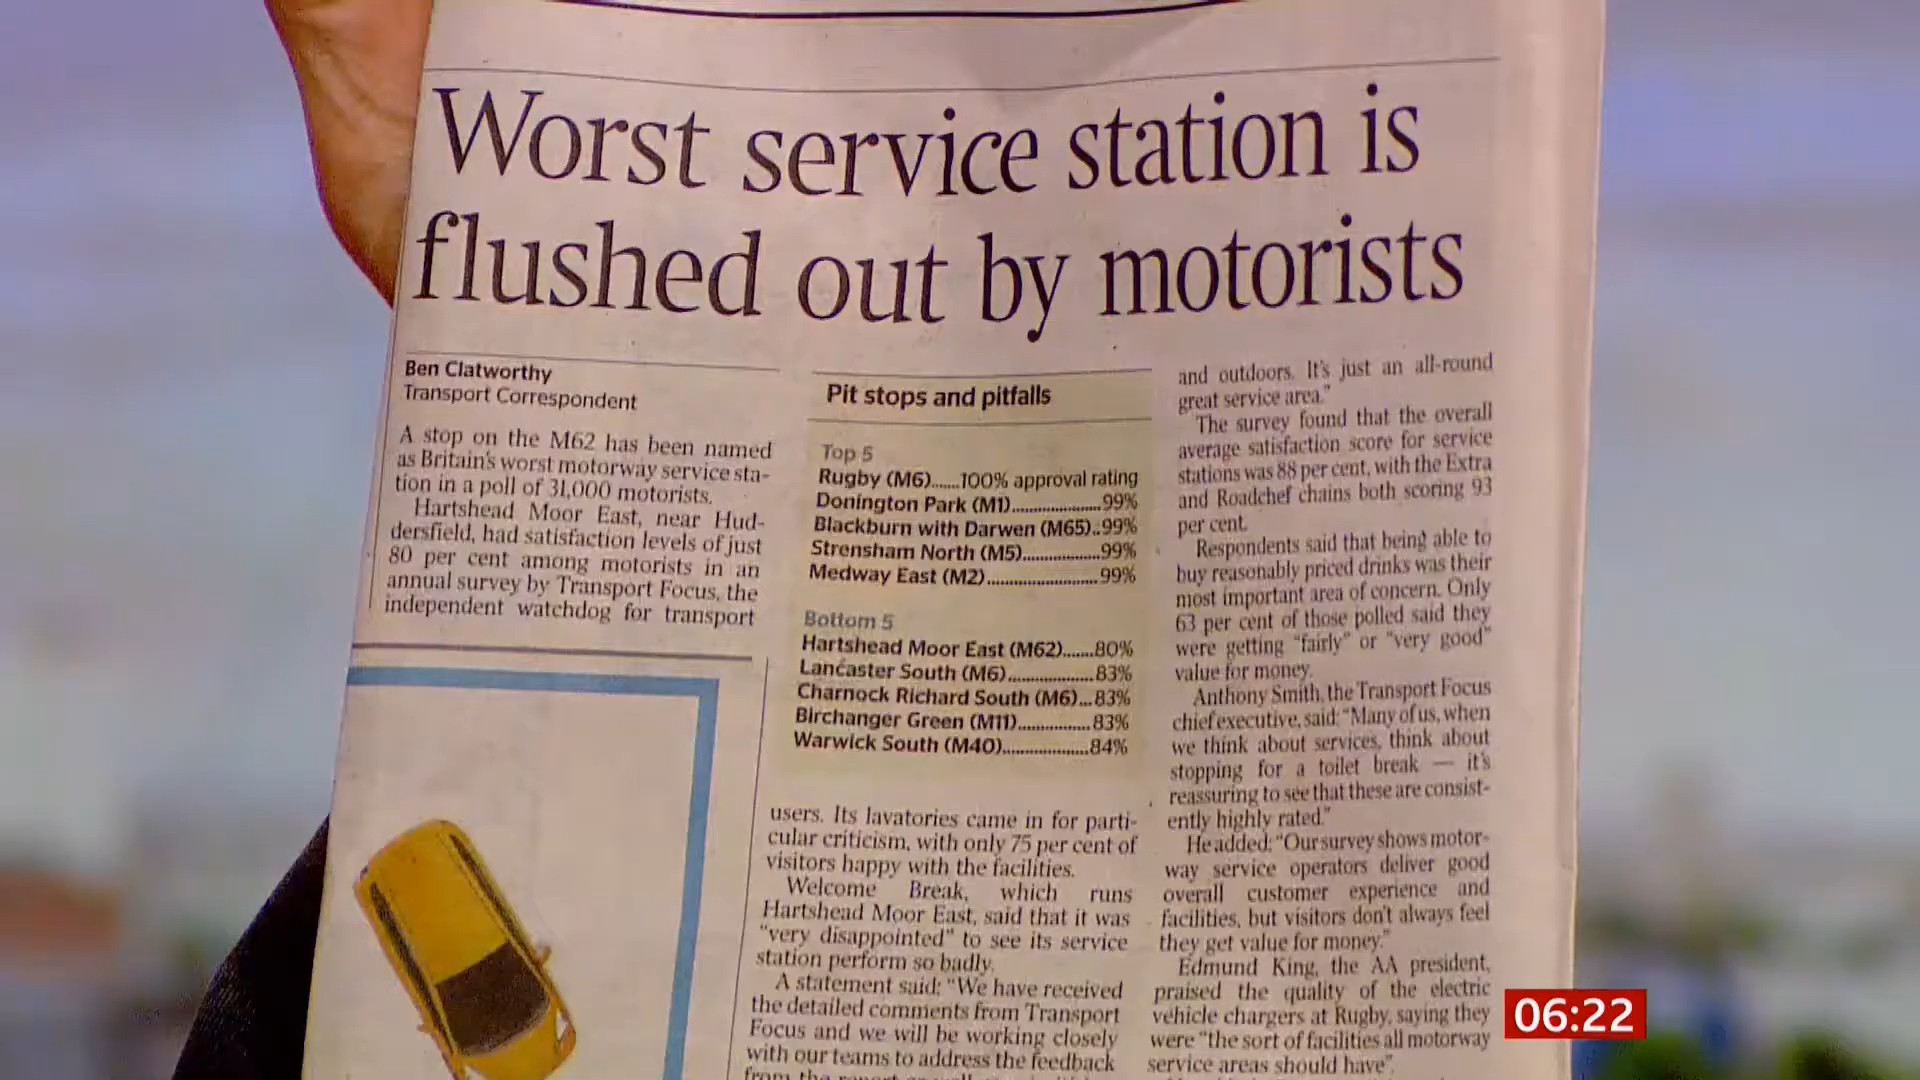 Worst service station is
flushed out by motorists
Ben Clatworthy
Transport Correspondent
A stop on the M62 has been named
as Britain's worst motorway service sta-
tion in a poll of 31,000 motorists.
Hartshead Moor East, near Hud-
dersfield, had satisfaction levels of just
80 per cent among motorists in an
annual survey by Transport Focus, the
independent watchdog for transport
Pit stops and pitfalls
Top 5
Rugby (M6)......100% approval rating
Donington Park (M1)......................99%
Blackburn with Darwen (M65)..99%
Strensham North (M5)..................99%
Medway East (M2)..........................99%
Bottom 5
Hartshead Moor East (M62).......80%
Lancaster South (M6)....................83%
Charnock Richard South (M6)...83%
Birchanger Green (M11).................83%
Warwick South (M40)....................84%
users. Its lavatories came in for parti-
cular criticism, with only 75 per cent of
visitors happy with the facilities.
Welcome Break, which runs
Hartshead Moor East, said that it was
"very disappointed" to see its service
station perform so badly.
A statement said: "We have received
the detailed comments from Transport
Focus and we will be working closely
with our teams to address the feedback
from the report
and outdoors. It's just an all-round
great service area."
The survey found that the overall
average satisfaction score for service
stations was 88 per cent, with the Extra
and Roadchef chains both scoring 93
per cent.
Respondents said that being able to
buy reasonably priced drinks was their
most important area of concern. Only
63 per cent of those polled said they
were getting "fairly" or "very good"
value for money.
Anthony Smith, the Transport Focus
chief executive, said: "Many of us, when
we think about services, think about
stopping for a toilet break — it's
reassuring to see that these are consist-
ently highly rated."
He added: "Our survey shows motor-
way service operators deliver good
overall customer experience and
facilities, but visitors don't always feel
they get value for money."
Edmund King, the AA president,
praised the quality of the electric
vehicle chargers at Rugby, saying they
were "the sort of facilities all motorway
service areas should have".
06:22